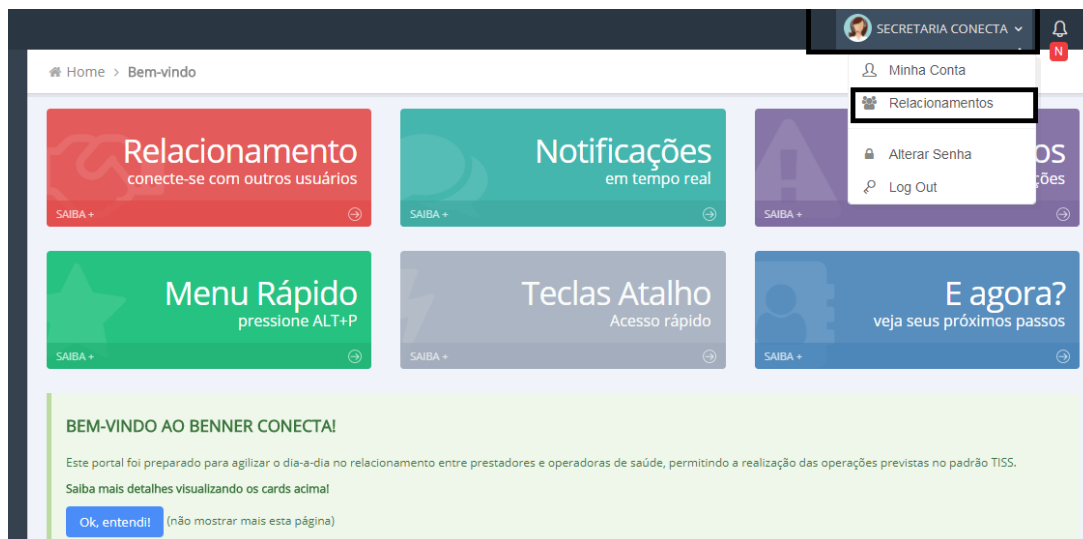 SECRETARIA CONECTA
N
Home > Bem-vindo
Minha Conta
Relacionamentos
Alterar Senha
Log Out
Relacionamento
conecte-se com outros usuários
SAIBA +
Notificações
em tempo real
SAIBA +
os
ções
SAIBA +
Menu Rápido
pressione ALT+P
SAIBA +
Teclas Atalho
Acesso rápido
SAIBA +
E agora?
veja seus próximos passos
SAIBA +
BEM-VINDO AO BENNER CONECTA!
Este portal foi preparado para agilizar o dia-a-dia no relacionamento entre prestadores e operadoras de saúde, permitindo a realização das operações previstas no padrão TISS.
Saiba mais detalhes visualizando os cards acima!
Ok, entendi! (não mostrar mais esta página)